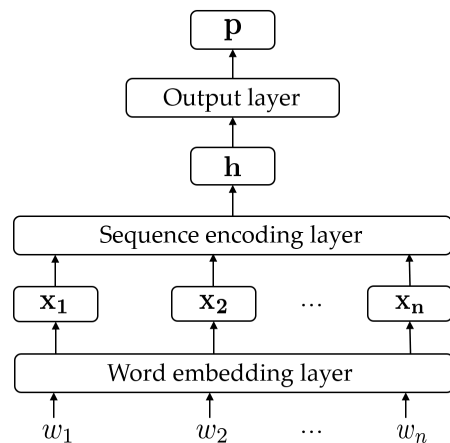 p
Output layer
h
Sequence encoding layer
x₁ x₂ ... xₙ
Word embedding layer
w₁ w₂ ... wₙ